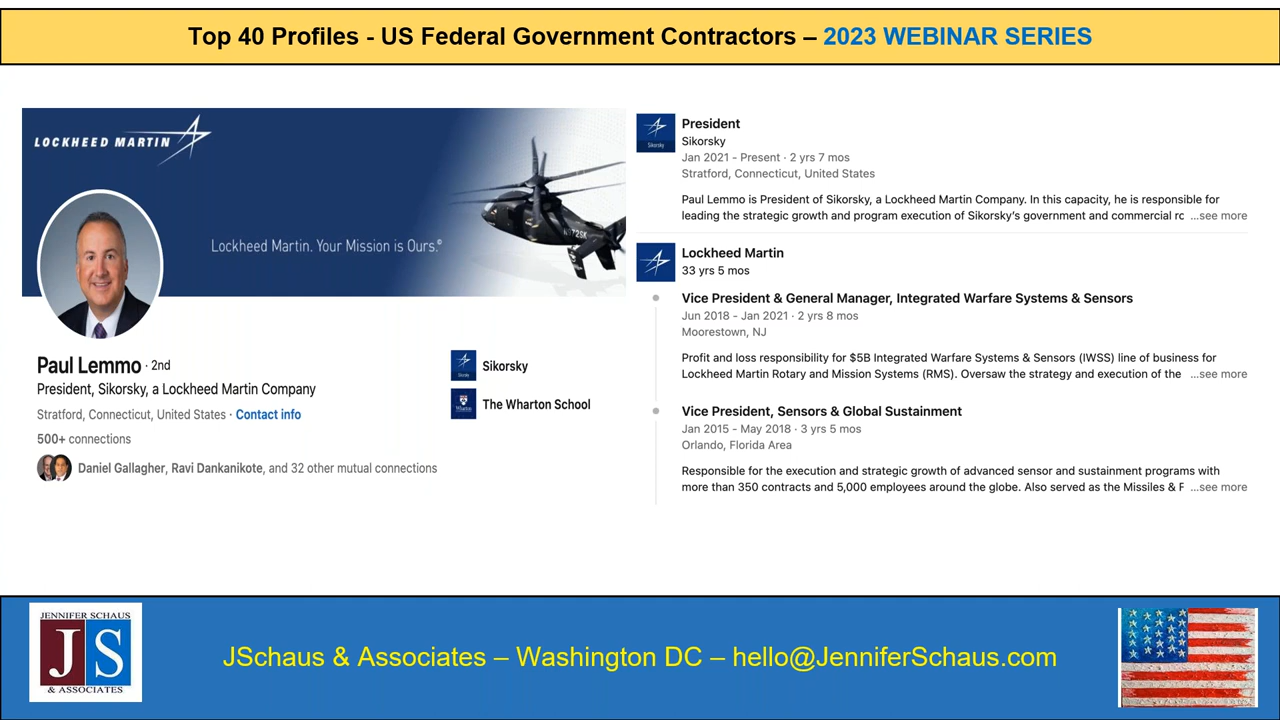 Top 40 Profiles - US Federal Government Contractors – 2023 WEBINAR SERIES
LOCKHEED MARTIN
Lockheed Martin. Your Mission is Ours.®
N972SK
Paul Lemmo · 2nd
President, Sikorsky, a Lockheed Martin Company
Stratford, Connecticut, United States · Contact info
500+ connections
Daniel Gallagher, Ravi Dankanikote, and 32 other mutual connections
Sikorsky
Sikorsky
Wharton
The Wharton School
Sikorsky
President
Sikorsky
Jan 2021 - Present · 2 yrs 7 mos
Stratford, Connecticut, United States
Paul Lemmo is President of Sikorsky, a Lockheed Martin Company. In this capacity, he is responsible for
leading the strategic growth and program execution of Sikorsky's government and commercial rc ...see more
Lockheed Martin
33 yrs 5 mos
Vice President & General Manager, Integrated Warfare Systems & Sensors
Jun 2018 - Jan 2021 · 2 yrs 8 mos
Moorestown, NJ
Profit and loss responsibility for $5B Integrated Warfare Systems & Sensors (IWSS) line of business for
Lockheed Martin Rotary and Mission Systems (RMS). Oversaw the strategy and execution of the ...see more
Vice President, Sensors & Global Sustainment
Jan 2015 - May 2018 · 3 yrs 5 mos
Orlando, Florida Area
Responsible for the execution and strategic growth of advanced sensor and sustainment programs with
more than 350 contracts and 5,000 employees around the globe. Also served as the Missiles & F ...see more
JENNIFER SCHAUS
JS
& ASSOCIATES
JSchaus & Associates – Washington DC – hello@JenniferSchaus.com